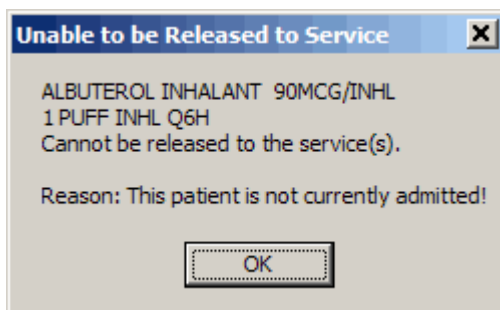 Unable to be Released to Service
ALBUTEROL INHALANT 90MCG/INHL
1 PUFF INHL Q6H
Cannot be released to the service(s).
Reason: This patient is not currently admitted!
OK